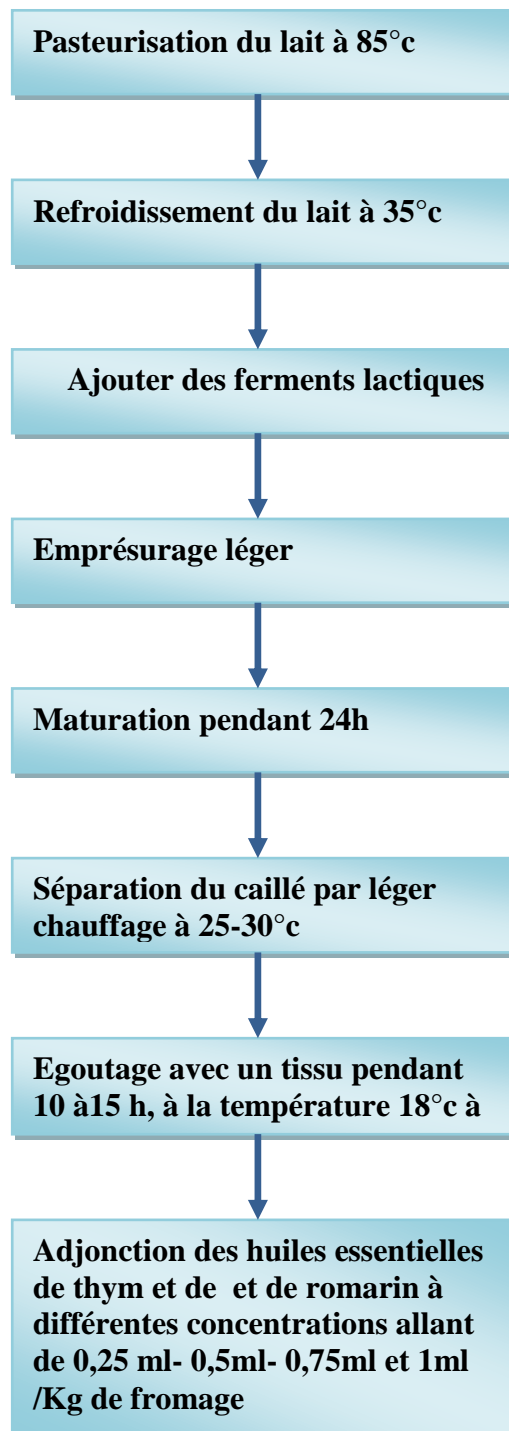 Pasteurisation du lait à 85°c
Refroidissement du lait à 35°c
Ajouter des ferments lactiques
Emprésurage léger
Maturation pendant 24h
Séparation du caillé par léger
chauffage à 25-30°c
Egoutage avec un tissu pendant
10 à15 h, à la température 18°c à
Adjonction des huiles essentielles
de thym et de et de romarin à
différentes concentrations allant
de 0,25 ml- 0,5ml- 0,75ml et 1ml
/Kg de fromage